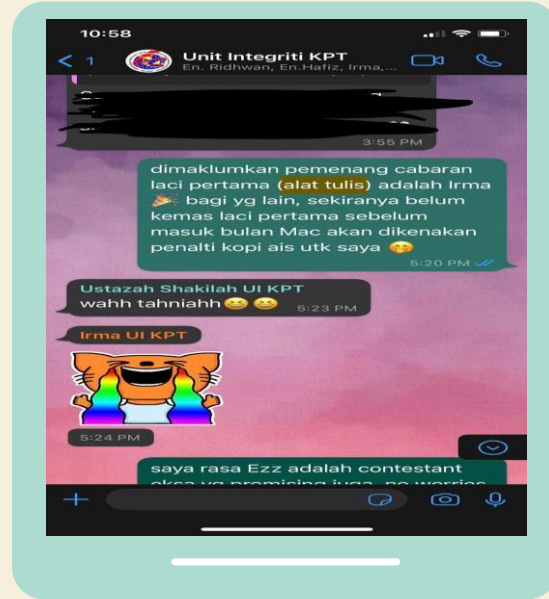 10:58
1
Unit Integriti KPT
En. Ridhwan, En.Hafiz, Irma,...
3:55 PM
dimaklumkan pemenang cabaran
laci pertama (alat tulis) adalah Irma
🎉 bagi yg lain, sekiranya belum
kemas laci pertama sebelum
masuk bulan Mac akan dikenakan
penalti kopi ais utk saya 😋
5:20 PM
Ustazah Shakilah UI KPT
wahh tahniahh😆😆
5:23 PM
Irma UI KPT
5:24 PM
saya rasa Ezz adalah contestant